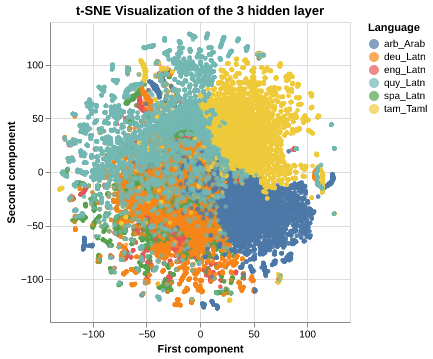 t-SNE Visualization of the 3 hidden layer
Language
arb_Arab
deu_Latn
eng_Latn
quy_Latn
spa_Latn
tam_Taml
Second component
100
50
0
−50
−100
−100
−50
0
50
100
First component